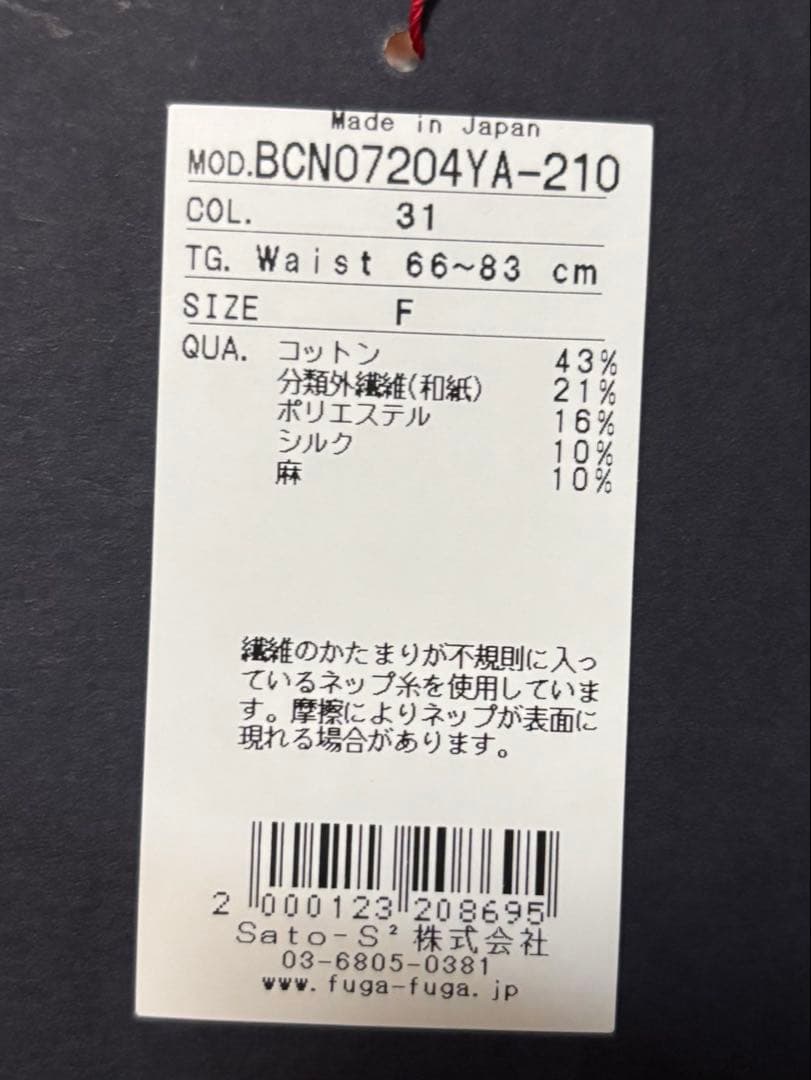 Made in Japan
MOD.BCN07204YA-210
COL. 31
TG. Waist 66~83 cm
SIZE F
QUA. コットン 43%
分類外繊維(和紙) 21%
ポリエステル 16%
シルク 10%
麻 10%
繊維のかたまりが不規則に入っ
ているネップ糸を使用していま
す。摩擦によりネップが表面に
現れる場合があります。
2 000123 208695
Sato-S² 株式会社
03-6805-0381
www.fuga-fuga.jp